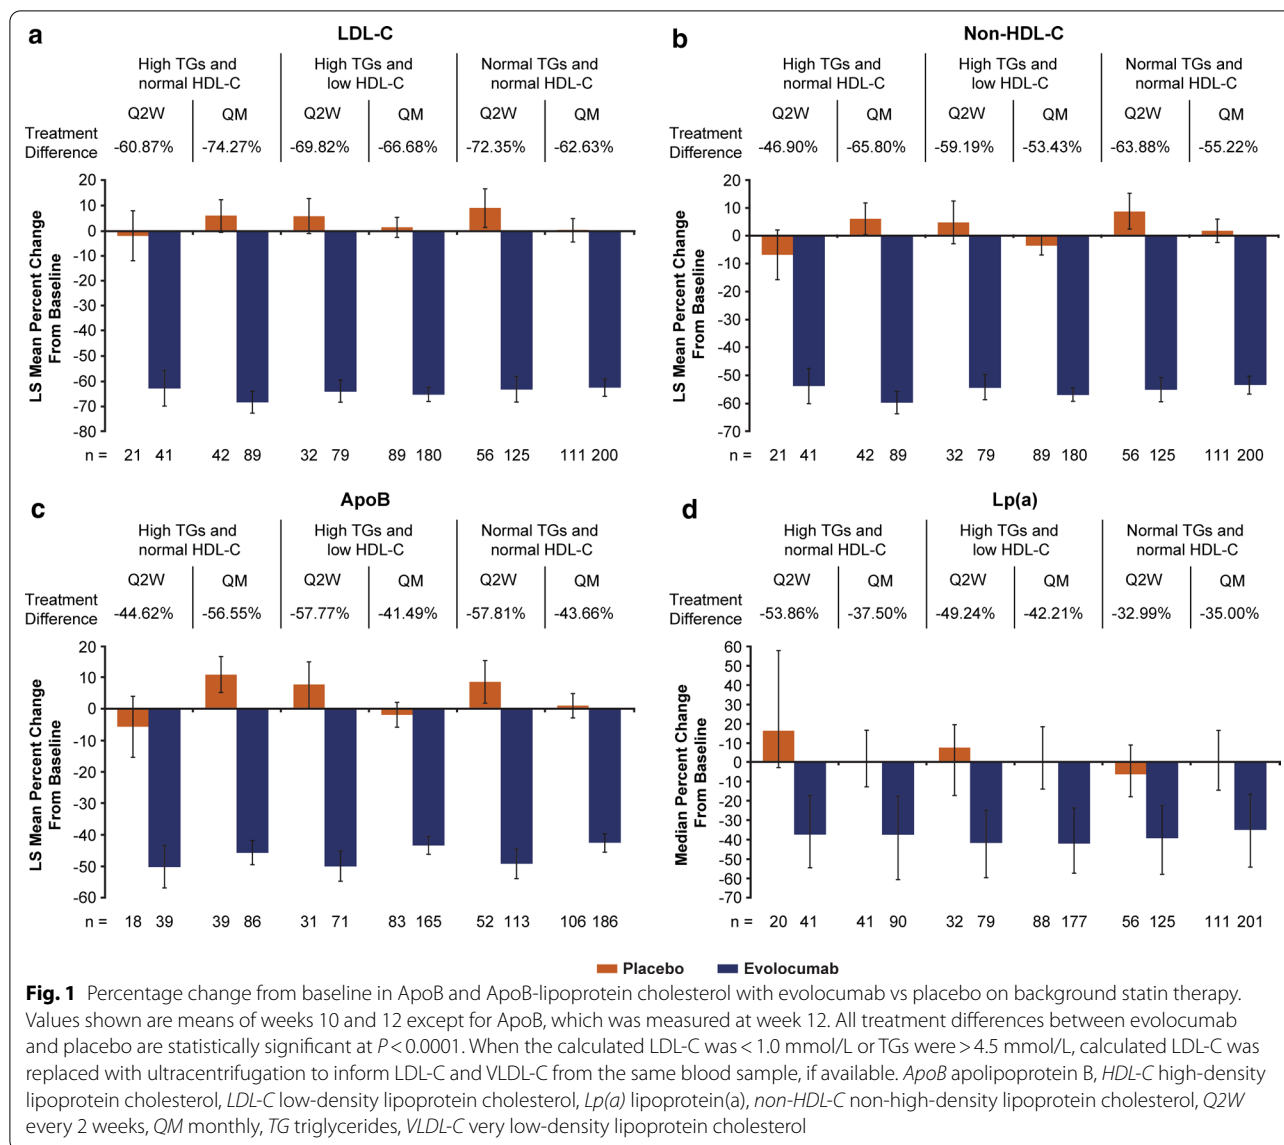 a
LDL-C
High TGs and
normal HDL-C
High TGs and
low HDL-C
Normal TGs and
normal HDL-C
Q2W QM Q2W QM Q2W QM
Treatment
Difference
-60.87% -74.27% -69.82% -66.68% -72.35% -62.63%
LS Mean Percent Change
From Baseline
20
10
0
-10
-20
-30
-40
-50
-60
-70
-80
n = 21 41 42 89 32 79 89 180 56 125 111 200
b
Non-HDL-C
High TGs and
normal HDL-C
High TGs and
low HDL-C
Normal TGs and
normal HDL-C
Q2W QM Q2W QM Q2W QM
Treatment
Difference
-46.90% -65.80% -59.19% -53.43% -63.88% -55.22%
LS Mean Percent Change
From Baseline
20
10
0
-10
-20
-30
-40
-50
-60
-70
n = 21 41 42 89 32 79 89 180 56 125 111 200
c
ApoB
High TGs and
normal HDL-C
High TGs and
low HDL-C
Normal TGs and
normal HDL-C
Q2W QM Q2W QM Q2W QM
Treatment
Difference
-44.62% -56.55% -57.77% -41.49% -57.81% -43.66%
LS Mean Percent Change
From Baseline
20
10
0
-10
-20
-30
-40
-50
-60
n = 18 39 39 86 31 71 83 165 52 113 106 186
d
Lp(a)
High TGs and
normal HDL-C
High TGs and
low HDL-C
Normal TGs and
normal HDL-C
Q2W QM Q2W QM Q2W QM
Treatment
Difference
-53.86% -37.50% -49.24% -42.21% -32.99% -35.00%
Median Percent Change
From Baseline
60
50
40
30
20
-10
0
-10
-20
-30
-40
-50
-60
-70
n = 20 41 41 90 32 79 88 177 56 125 111 201
Placebo Evolocumab
Fig. 1 Percentage change from baseline in ApoB and ApoB-lipoprotein cholesterol with evolocumab vs placebo on background statin therapy.
Values shown are means of weeks 10 and 12 except for ApoB, which was measured at week 12. All treatment differences between evolocumab
and placebo are statistically significant at P < 0.0001. When the calculated LDL-C was < 1.0 mmol/L or TGs were > 4.5 mmol/L, calculated LDL-C was
replaced with ultracentrifugation to inform LDL-C and VLDL-C from the same blood sample, if available. ApoB apolipoprotein B, HDL-C high-density
lipoprotein cholesterol, LDL-C low-density lipoprotein cholesterol, Lp(a) lipoprotein(a), non-HDL-C non-high-density lipoprotein cholesterol, Q2W
every 2 weeks, QM monthly, TG triglycerides, VLDL-C very low-density lipoprotein cholesterol